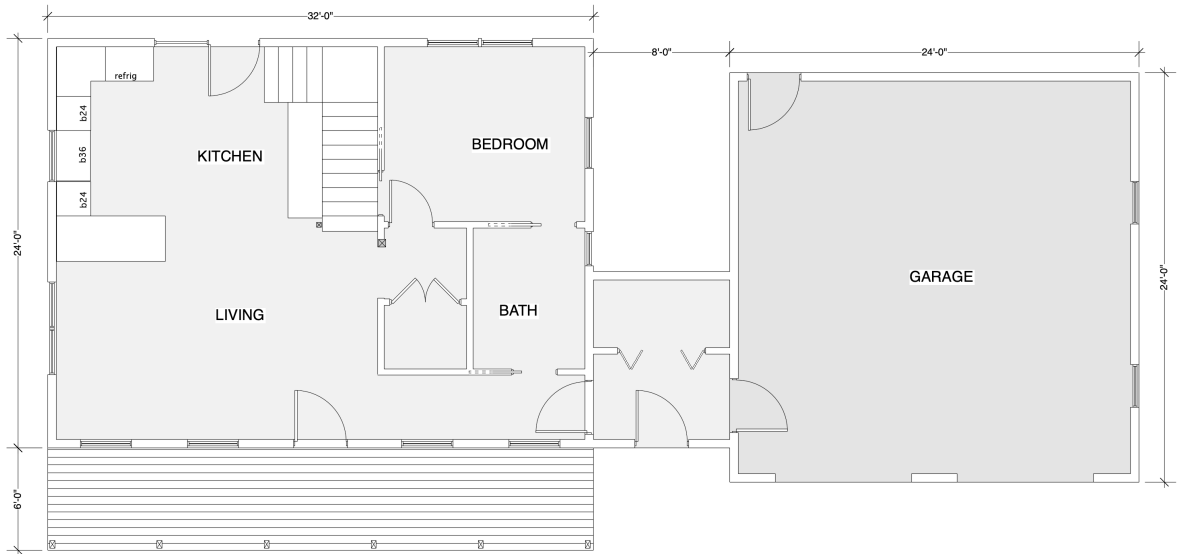 32'-0"
8'-0"
24'-0"
refrig
b24
KITCHEN
BEDROOM
b36
b24
24'-0"
GARAGE
24'-0"
LIVING
BATH
6'-0"